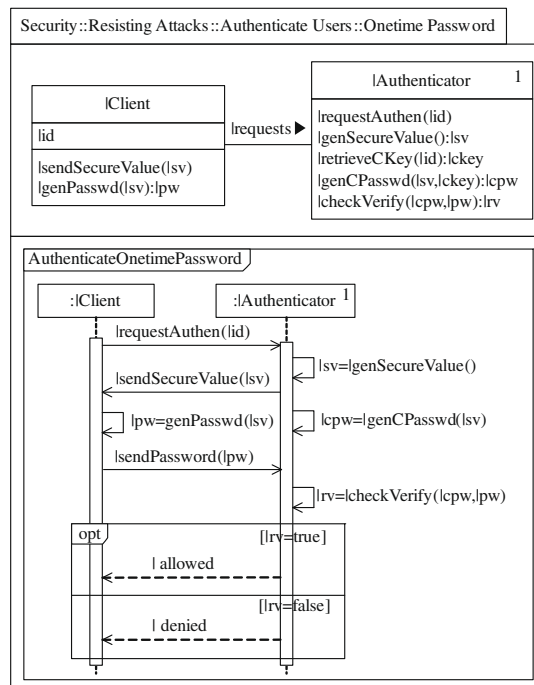 Security::Resisting Attacks::Authenticate Users::Onetime Password
|Client
|id
|sendSecureValue(|sv)
|genPasswd(|sv):|pw
|requests ▶
|Authenticator 1
|requestAuthen(|id)
|genSecureValue():|sv
|retrieveCKey(|id):|ckey
|genCPasswd(|sv,|ckey):|cpw
|checkVerify(|cpw,|pw):|rv
AuthenticateOnetimePassword
:|Client
:|Authenticator 1
|requestAuthen(|id)
|sv=|genSecureValue()
|sendSecureValue(|sv)
|pw=genPasswd(|sv)
|cpw=|genCPasswd(|sv)
|sendPassword(|pw)
|rv=|checkVerify(|cpw,|pw)
opt
[|rv=true]
| allowed
[|rv=false]
| denied